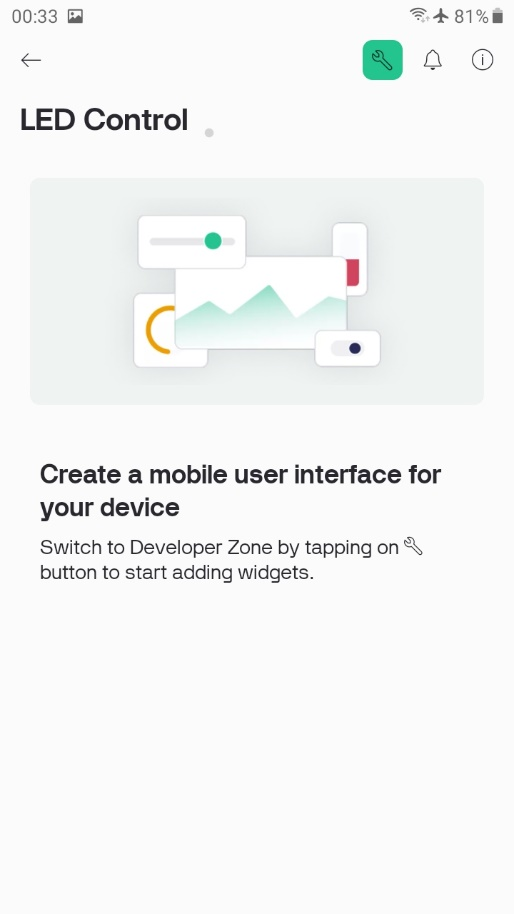 00:33 81%
LED Control
Create a mobile user interface for
your device
Switch to Developer Zone by tapping on
button to start adding widgets.